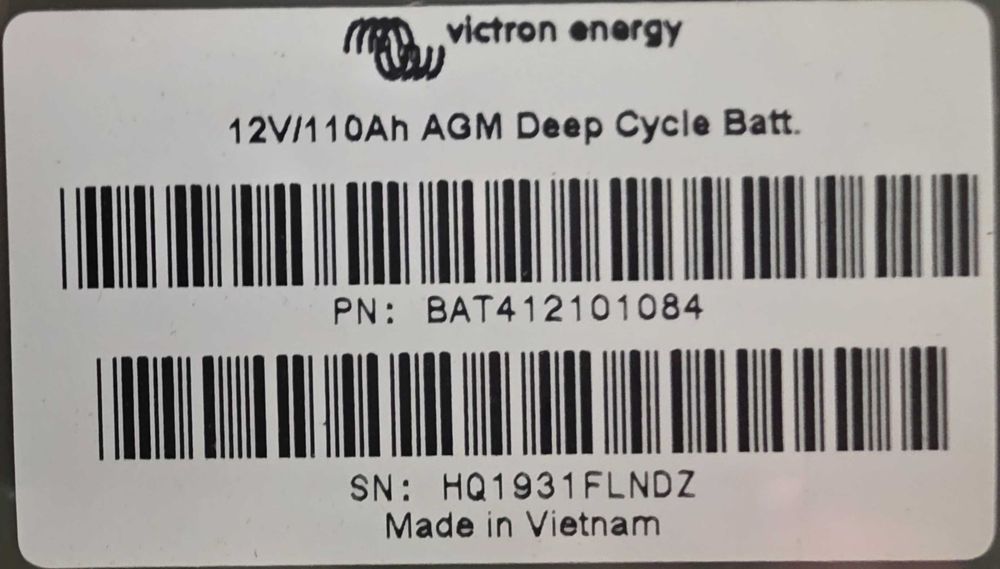 victron energy
12V/110Ah AGM Deep Cycle Batt.
PN: BAT412101084
SN: HQ1931FLNDZ
Made in Vietnam